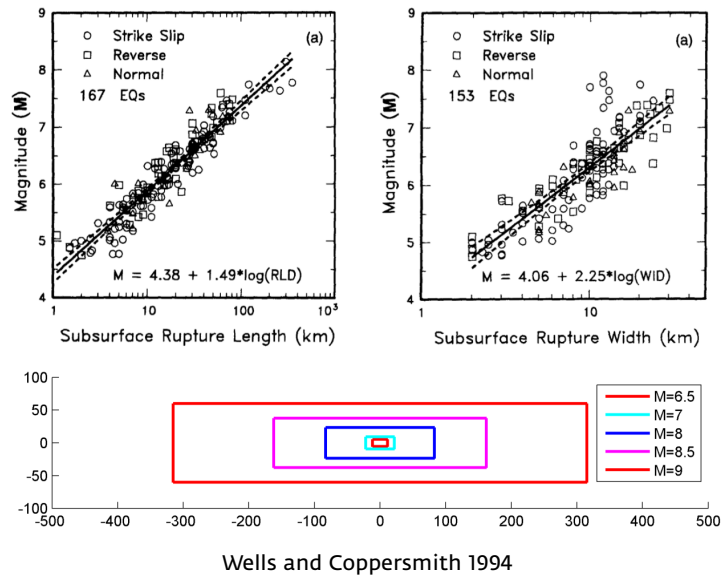 9
8
7
6
5
4
Magnitude (M)
Strike Slip
Reverse
Normal
167 EQs
(a)
M = 4.38 + 1.49*log(RLD)
1 10 100 10³
Subsurface Rupture Length (km)
9
8
7
6
5
4
Magnitude (M)
Strike Slip
Reverse
Normal
153 EQs
(a)
M = 4.06 + 2.25*log(WID)
1 10 100
Subsurface Rupture Width (km)
100
50
0
-50
-100
-500 -400 -300 -200 -100 0 100 200 300 400 500
M=6.5
M=7
M=8
M=8.5
M=9
Wells and Coppersmith 1994